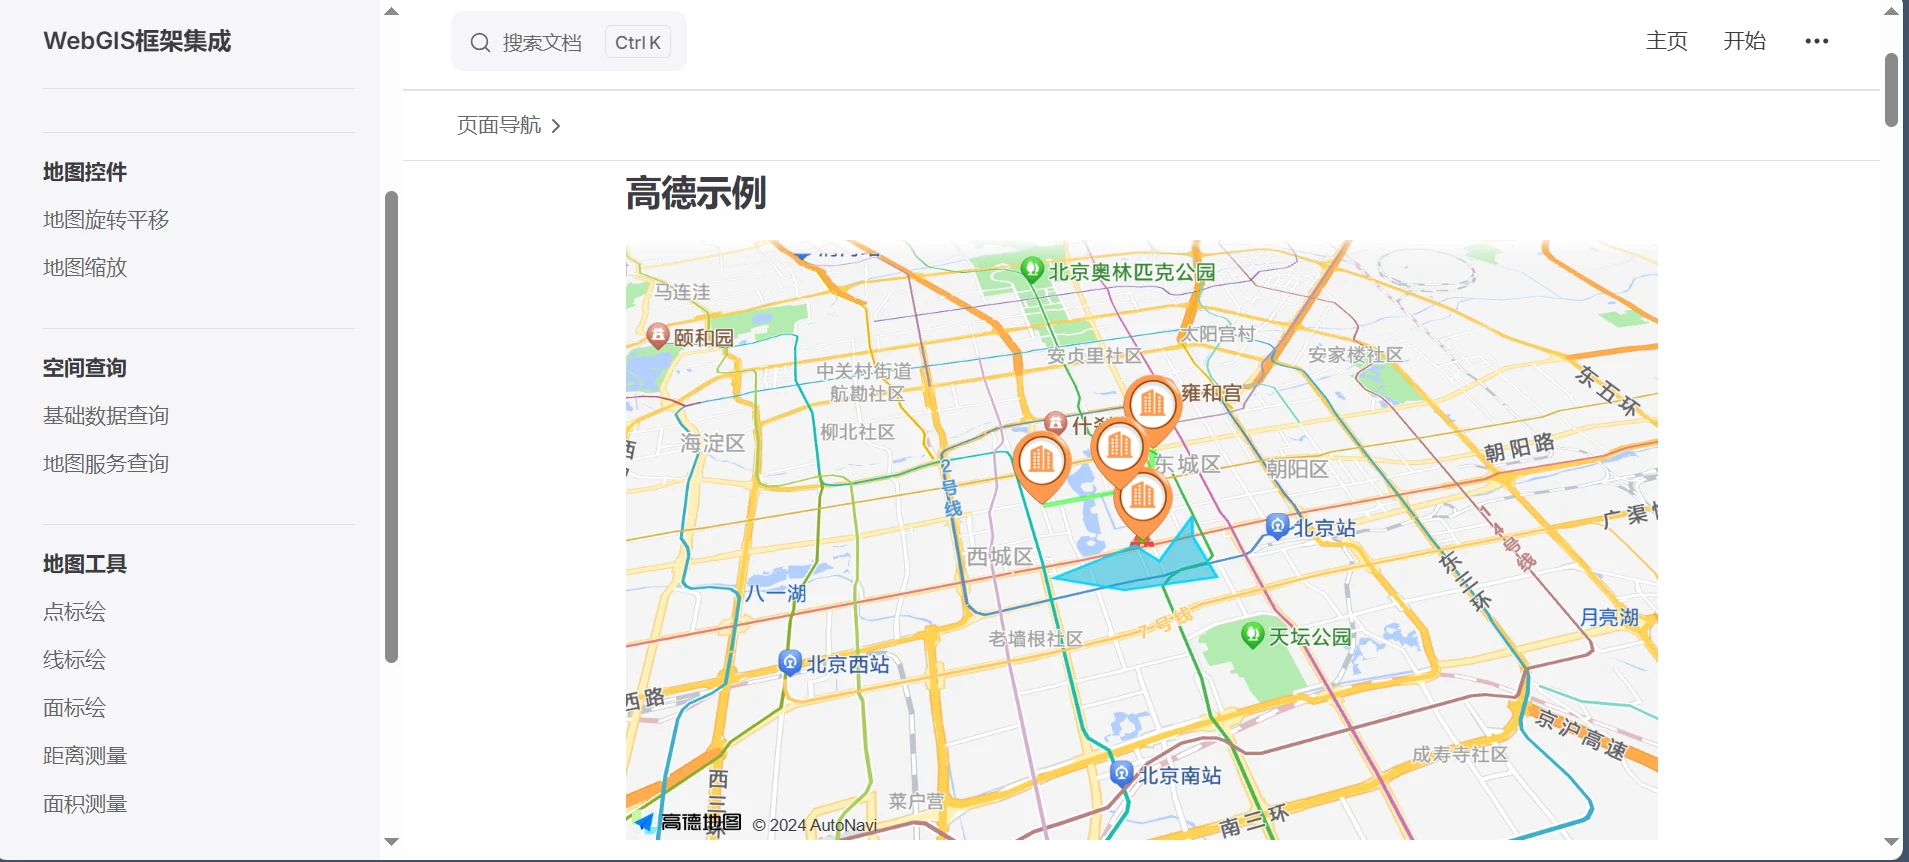 WebGIS框架集成
搜索文档
Ctrl K
主页
开始
页面导航
地图控件
地图旋转平移
地图缩放
空间查询
基础数据查询
地图服务查询
地图工具
点标绘
线标绘
面标绘
距离测量
面积测量
高德示例
北京奥林匹克公园
马连洼
颐和园
太阳宫村
安贞里社区
安家楼社区
中关村街道
航勘社区
东五环
雍和宫
柳北社区
海淀区
朝阳路
东城区
朝阳区
2号线
14号线
北京站
西城区
东三环
八一湖
月亮湖
7号线
老墙根社区
天坛公园
北京西站
西路
京沪高速
成寿寺社区
北京南站
西三环
菜户营
南三环
高德地图
© 2024 AutoNavi